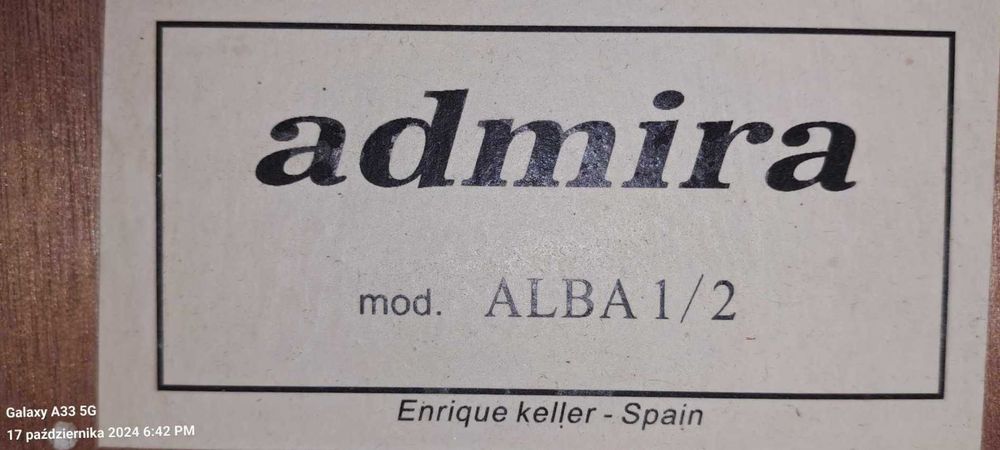 admira
mod. ALBA 1/2
Enrique keller - Spain
Galaxy A33 5G
17 października 2024 6:42 PM